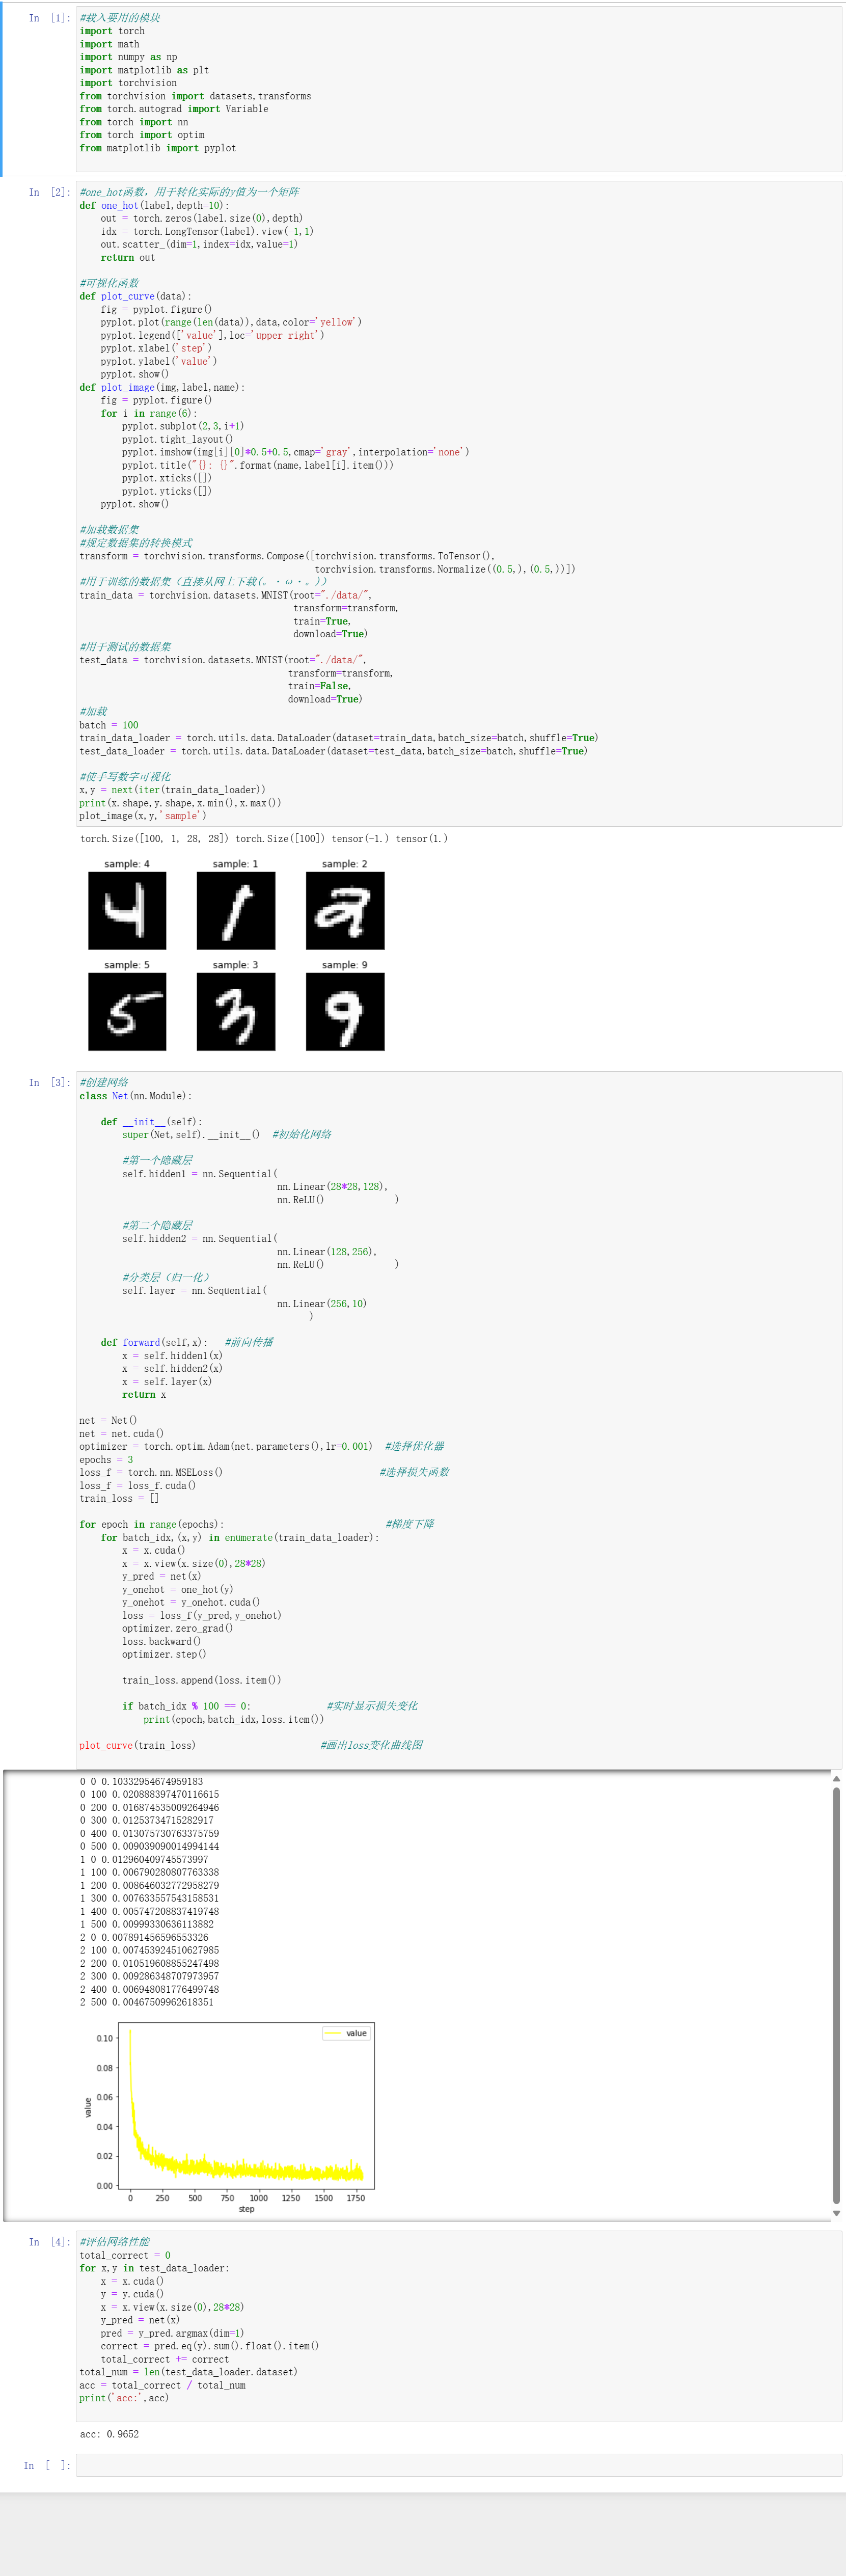 In [1]:
#载入要用的模块
import torch
import math
import numpy as np
import matplotlib as plt
import torchvision
from torchvision import datasets,transforms
from torch.autograd import Variable
from torch import nn
from torch import optim
from matplotlib import pyplot
In [2]:
#one_hot函数，用于转化实际的y值为一个矩阵
def one_hot(label,depth=10):
    out = torch.zeros(label.size(0),depth)
    idx = torch.LongTensor(label).view(-1,1)
    out.scatter_(dim=1,index=idx,value=1)
    return out
#可视化函数
def plot_curve(data):
    fig = pyplot.figure()
    pyplot.plot(range(len(data)),data,color='yellow')
    pyplot.legend(['value'],loc='upper right')
    pyplot.xlabel('step')
    pyplot.ylabel('value')
    pyplot.show()
def plot_image(img,label,name):
    fig = pyplot.figure()
    for i in range(6):
        pyplot.subplot(2,3,i+1)
        pyplot.tight_layout()
        pyplot.imshow(img[i][0]*0.5+0.5,cmap='gray',interpolation='none')
        pyplot.title("{}: {}".format(name,label[i].item()))
        pyplot.xticks([])
        pyplot.yticks([])
    pyplot.show()
#加载数据集
#规定数据集的转换模式
transform = torchvision.transforms.Compose([torchvision.transforms.ToTensor(),
torchvision.transforms.Normalize((0.5,),(0.5,))])
#用于训练的数据集（直接从网上下载(。・ω・。)）
train_data = torchvision.datasets.MNIST(root="./data/",
transform=transform,
train=True,
download=True)
#用于测试的数据集
test_data = torchvision.datasets.MNIST(root="./data/",
transform=transform,
train=False,
download=True)
#加载
batch = 100
train_data_loader = torch.utils.data.DataLoader(dataset=train_data,batch_size=batch,shuffle=True)
test_data_loader = torch.utils.data.DataLoader(dataset=test_data,batch_size=batch,shuffle=True)
#使手写数字可视化
x,y = next(iter(train_data_loader))
print(x.shape,y.shape,x.min(),x.max())
plot_image(x,y,'sample')
torch.Size([100, 1, 28, 28]) torch.Size([100]) tensor(-1.) tensor(1.)
sample: 4 sample: 1 sample: 2
4 1 2
sample: 5 sample: 3 sample: 9
5 3 9
In [3]:
#创建网络
class Net(nn.Module):
    def __init__(self):
        super(Net,self).__init__()  #初始化网络
        #第一个隐藏层
        self.hidden1 = nn.Sequential(
nn.Linear(28*28,128),
nn.ReLU() )
        #第二个隐藏层
        self.hidden2 = nn.Sequential(
nn.Linear(128,256),
nn.ReLU() )
        #分类层（归一化）
        self.layer = nn.Sequential(
nn.Linear(256,10)
)
    def forward(self,x):   #前向传播
        x = self.hidden1(x)
        x = self.hidden2(x)
        x = self.layer(x)
        return x
net = Net()
net = net.cuda()
optimizer = torch.optim.Adam(net.parameters(),lr=0.001)  #选择优化器
epochs = 3
loss_f = torch.nn.MSELoss() #选择损失函数
loss_f = loss_f.cuda()
train_loss = []
for epoch in range(epochs): #梯度下降
    for batch_idx,(x,y) in enumerate(train_data_loader):
        x = x.cuda()
        x = x.view(x.size(0),28*28)
        y_pred = net(x)
        y_onehot = one_hot(y)
        y_onehot = y_onehot.cuda()
        loss = loss_f(y_pred,y_onehot)
        optimizer.zero_grad()
        loss.backward()
        optimizer.step()
        train_loss.append(loss.item())
        if batch_idx % 100 == 0: #实时显示损失变化
            print(epoch,batch_idx,loss.item())
plot_curve(train_loss) #画出loss变化曲线图
0 0 0.10332954674959183
0 100 0.020888397470116615
0 200 0.016874535009264946
0 300 0.01253734715282917
0 400 0.013075730763375759
0 500 0.009039090014994144
1 0 0.012960409745573997
1 100 0.006790280807763338
1 200 0.008646032772958279
1 300 0.007633557543158531
1 400 0.005747208837419748
1 500 0.00999330636113882
2 0 0.007891456596553326
2 100 0.007453924510627985
2 200 0.010519608855247498
2 300 0.009286348707973957
2 400 0.006948081776499748
2 500 0.00467509962618351
value
0.10
0.08
0.06
0.04
0.02
0.00
value
0 250 500 750 1000 1250 1500 1750
step
In [4]:
#评估网络性能
total_correct = 0
for x,y in test_data_loader:
    x = x.cuda()
    y = y.cuda()
    x = x.view(x.size(0),28*28)
    y_pred = net(x)
    pred = y_pred.argmax(dim=1)
    correct = pred.eq(y).sum().float().item()
    total_correct += correct
total_num = len(test_data_loader.dataset)
acc = total_correct / total_num
print('acc:',acc)
acc: 0.9652
In [ ]: